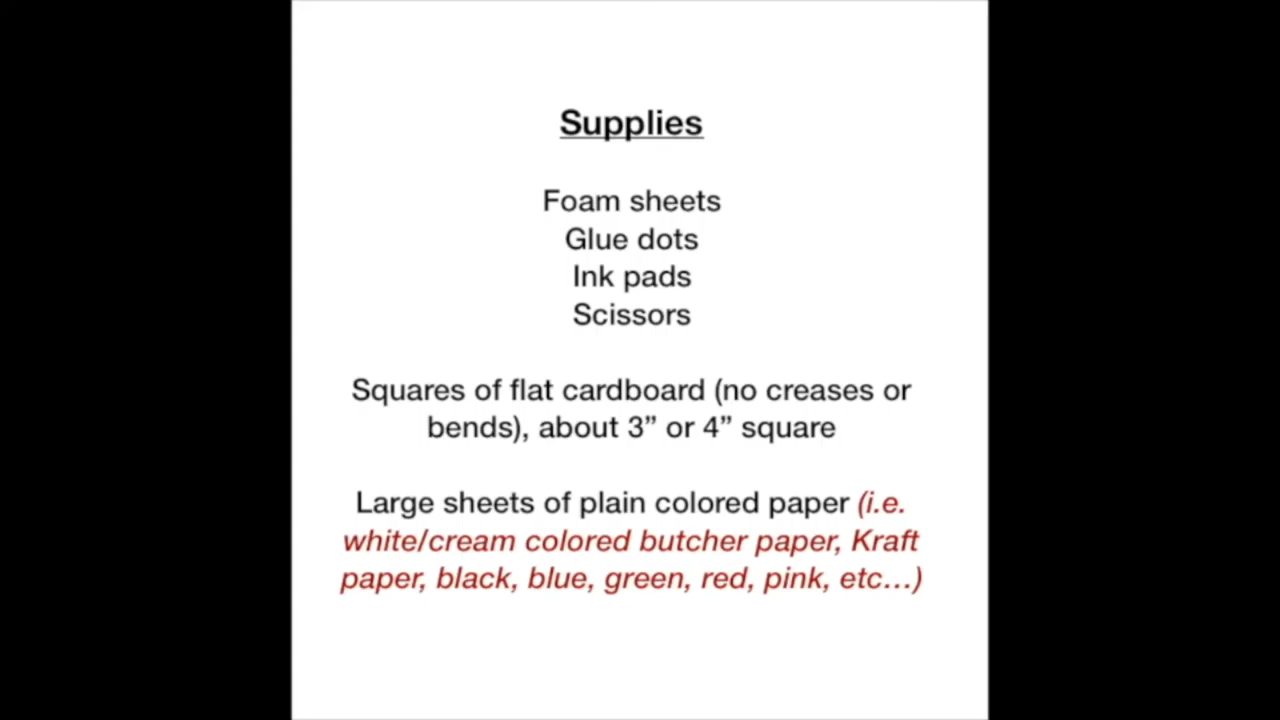 Supplies
Foam sheets
Glue dots
Ink pads
Scissors
Squares of flat cardboard (no creases or
bends), about 3” or 4” square
Large sheets of plain colored paper (i.e.
white/cream colored butcher paper, Kraft
paper, black, blue, green, red, pink, etc...)